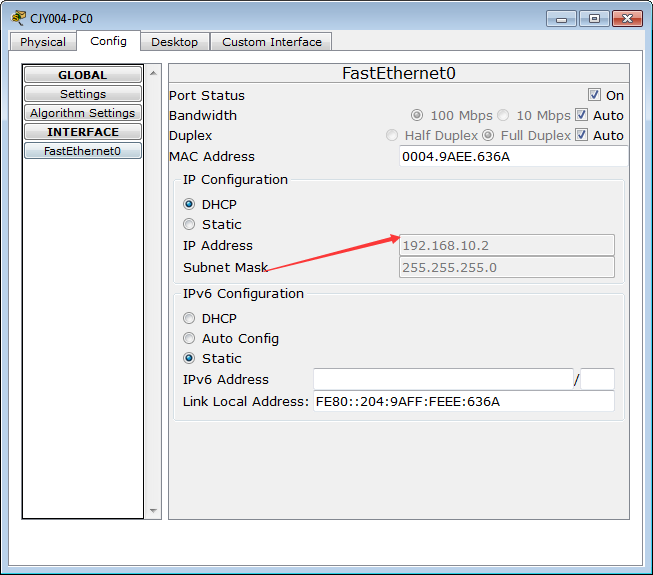 CJY004-PC0
Physical Config Desktop Custom Interface
GLOBAL
Settings
Algorithm Settings
INTERFACE
FastEthernet0
FastEthernet0
Port Status On
Bandwidth 100 Mbps 10 Mbps Auto
Duplex Half Duplex Full Duplex Auto
MAC Address 0004.9AEE.636A
IP Configuration
DHCP
Static
IP Address 192.168.10.2
Subnet Mask 255.255.255.0
IPv6 Configuration
DHCP
Auto Config
Static
IPv6 Address /
Link Local Address: FE80::204:9AFF:FEEE:636A